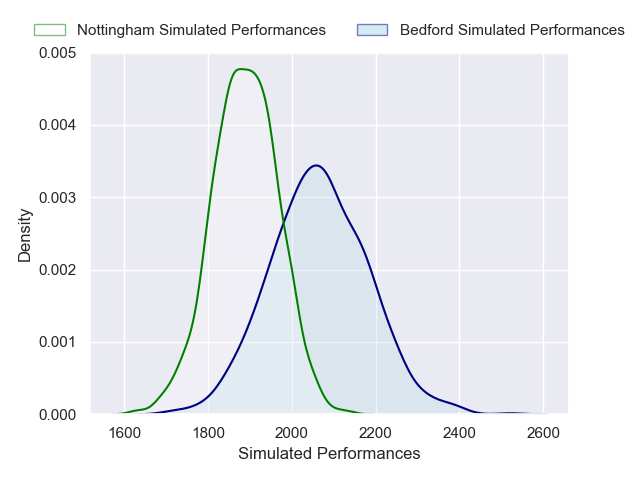 Nottingham Simulated Performances Bedford Simulated Performances
0.005
0.004
0.003
0.002
0.001
0.000
Density
1600 1800 2000 2200 2400 2600
Simulated Performances